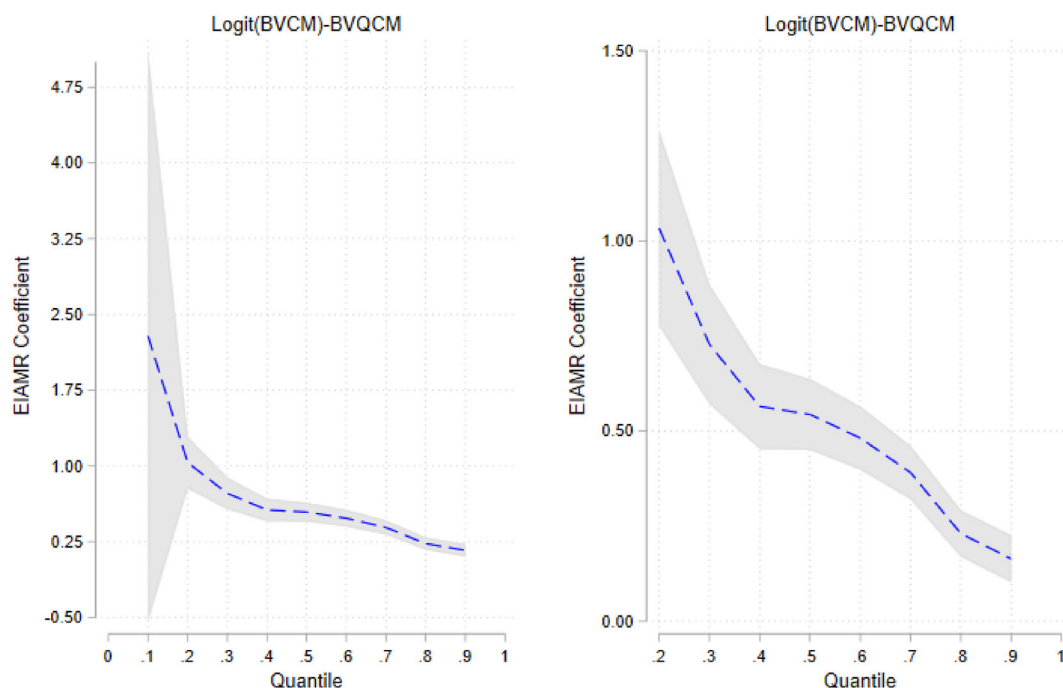 Logit(BVCM)-BVQCM
EIAMR Coefficient
4.75
4.00
3.25
2.50
1.75
1.00
0.25
-0.50
0 .1 .2 .3 .4 .5 .6 .7 .8 .9 1
Quantile
Logit(BVCM)-BVQCM
EIAMR Coefficient
1.50
1.00
0.50
0.00
.2 .3 .4 .5 .6 .7 .8 .9 1
Quantile